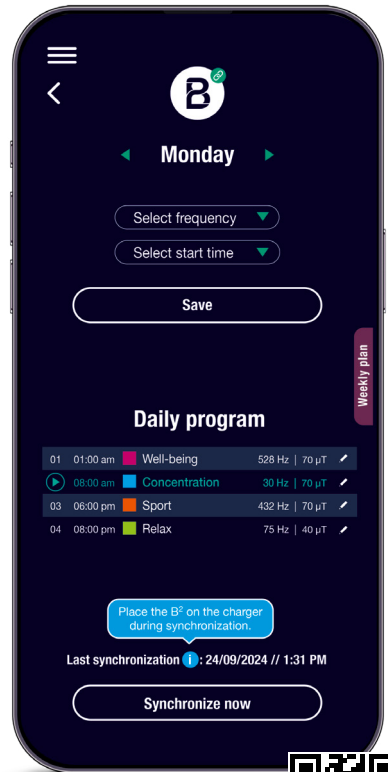 B
Monday
Select frequency
Select start time
Save
Weekly plan
Daily program
01 01:00 am Well-being 528 Hz | 70 µT
08:00 am Concentration 30 Hz | 70 µT
03 06:00 pm Sport 432 Hz | 70 µT
04 08:00 pm Relax 75 Hz | 40 µT
Place the B² on the charger
during synchronization.
Last synchronization i : 24/09/2024 // 1:31 PM
Synchronize now